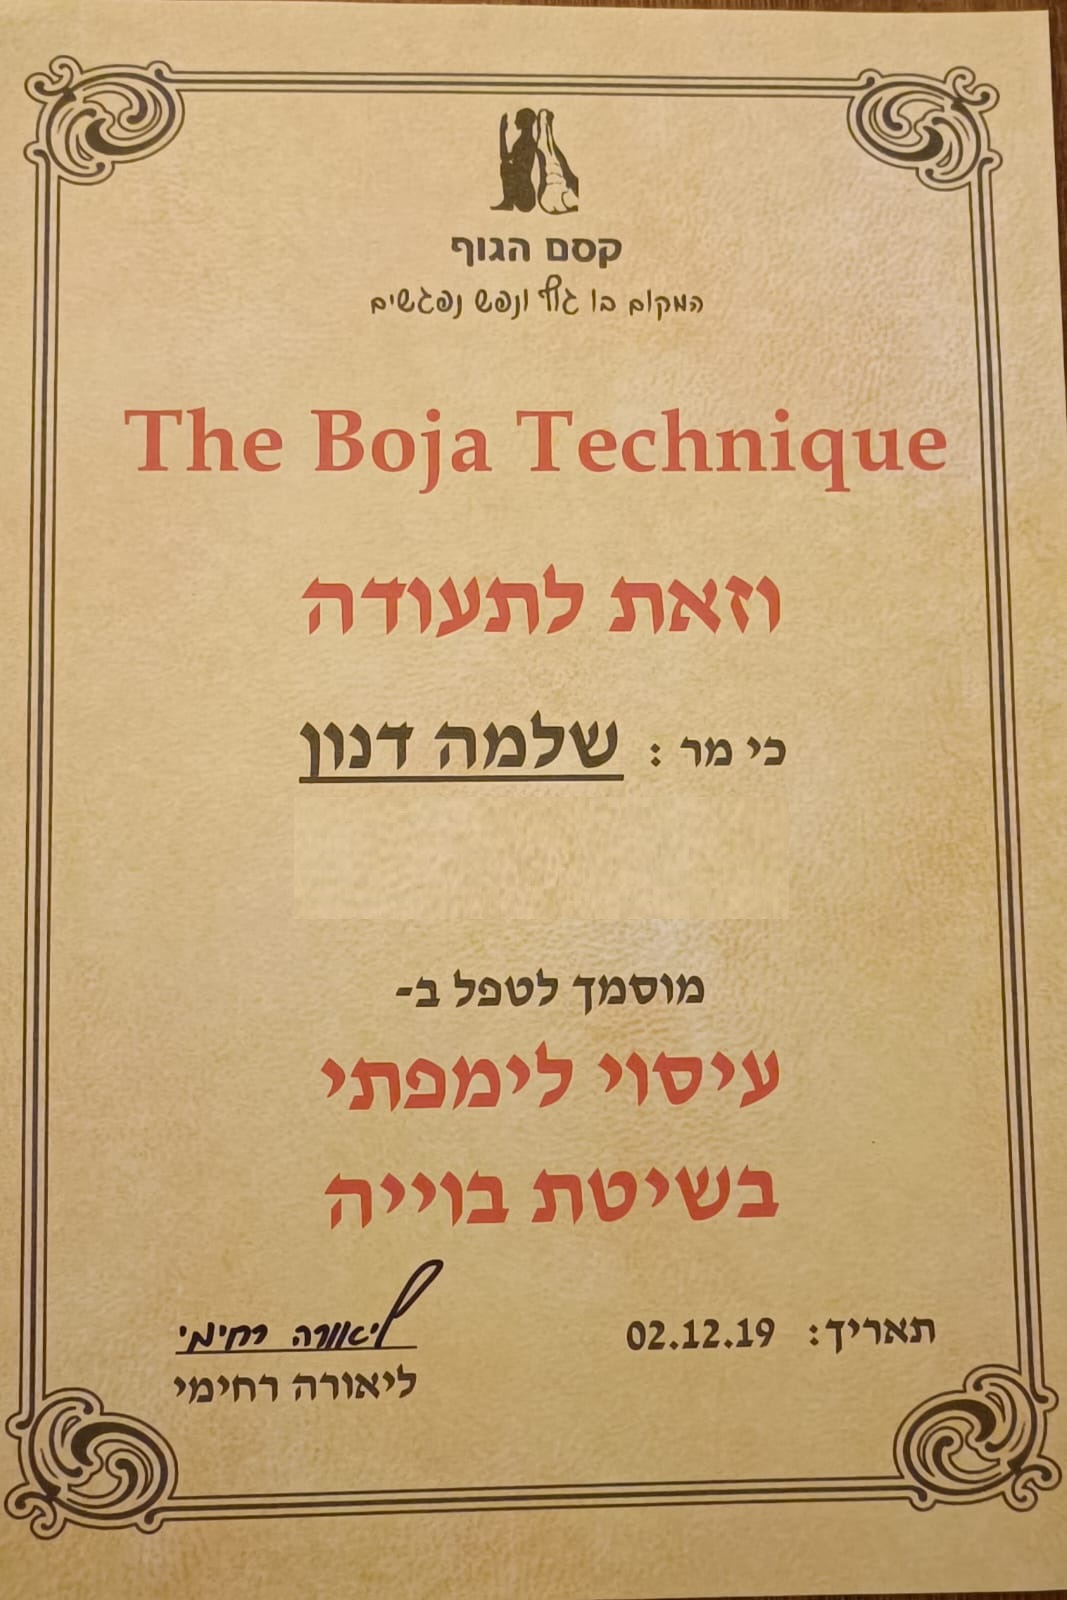 קסם הגוף
המקום בו גוף ונפש נפגשים
The Boja Technique
וזאת לתעודה
כי מר : שלמה דנון
מוסמך לטפל ב-
עיסוי לימפתי
בשיטת בוייה
תאריך: 02.12.19
ליאורה רחימי
ליאורה רחימי